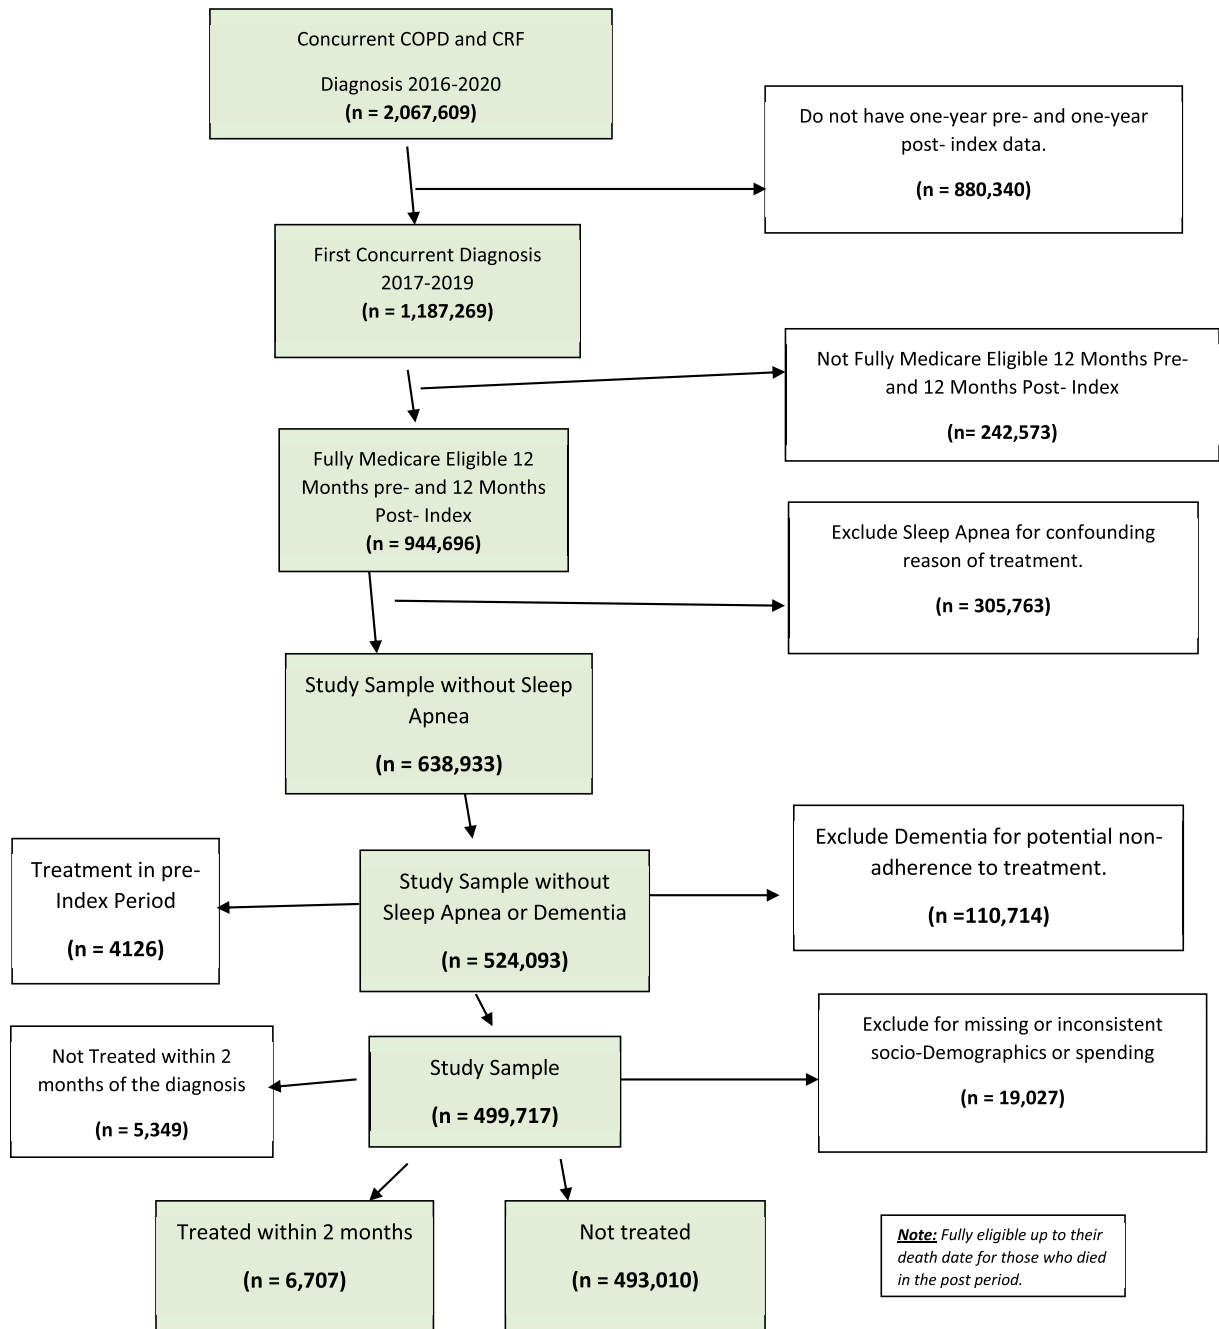 Concurrent COPD and CRF
Diagnosis 2016-2020
(n = 2,067,609)
Do not have one-year pre- and one-year
post- index data.
(n = 880,340)
First Concurrent Diagnosis
2017-2019
(n = 1,187,269)
Not Fully Medicare Eligible 12 Months Pre-
and 12 Months Post- Index
(n= 242,573)
Fully Medicare Eligible 12
Months pre- and 12 Months
Post- Index
(n = 944,696)
Exclude Sleep Apnea for confounding
reason of treatment.
(n = 305,763)
Study Sample without Sleep
Apnea
(n = 638,933)
Treatment in pre-
Index Period
(n = 4126)
Study Sample without
Sleep Apnea or Dementia
(n = 524,093)
Exclude Dementia for potential non-
adherence to treatment.
(n =110,714)
Not Treated within 2
months of the diagnosis
(n = 5,349)
Study Sample
(n = 499,717)
Exclude for missing or inconsistent
socio-Demographics or spending
(n = 19,027)
Treated within 2 months
(n = 6,707)
Not treated
(n = 493,010)
Note: Fully eligible up to their
death date for those who died
in the post period.